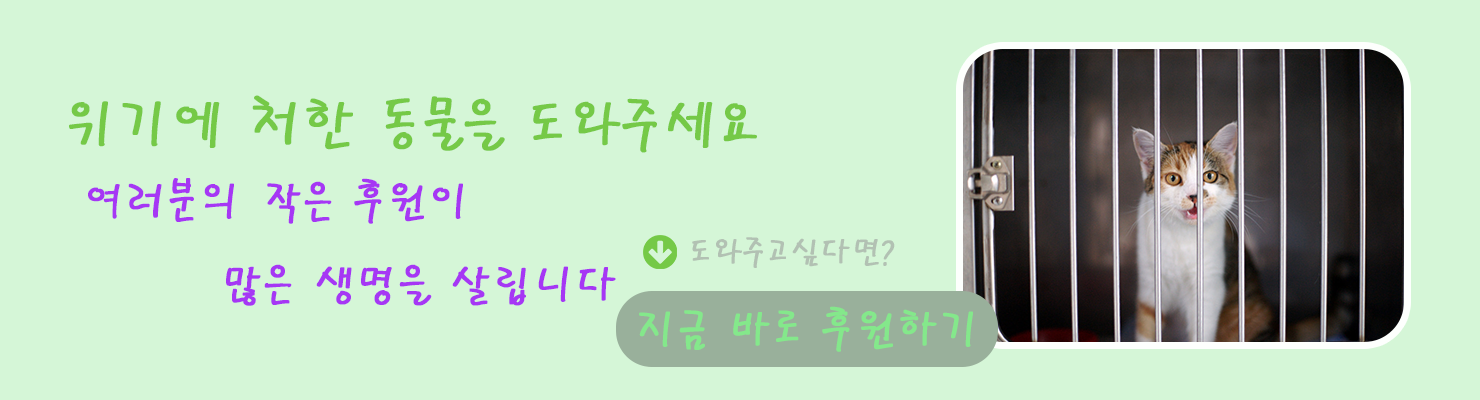 위기에 처한 동물을 도와주세요
여러분의 작은 후원이
많은 생명을 살립니다
도와주고싶다면?
지금 바로 후원하기